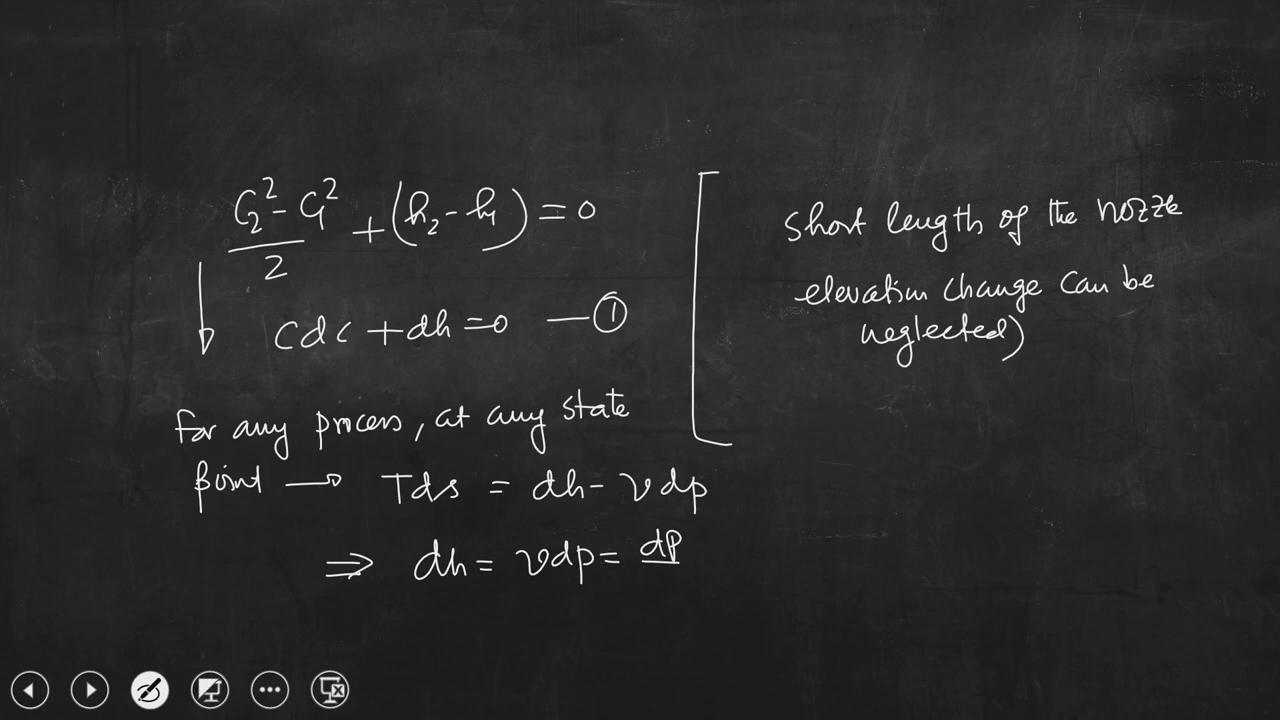 C₂² - C₁² / 2 + (h₂ - h₁) = 0
CdC + dh = 0 — ①
for any process, at any state
point → Tds = dh - vdp
⇒ dh = vdp = dp/
Short length of the nozzle
elevation change can be
neglected)